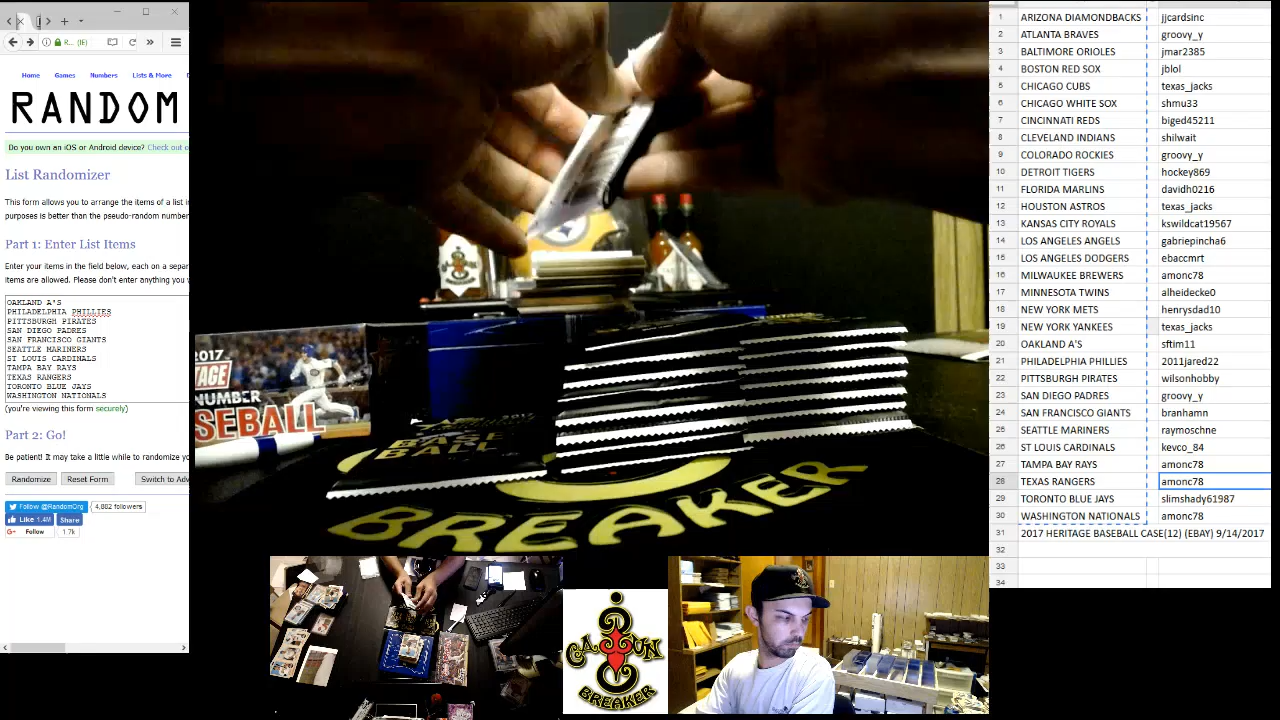 R... (IE)
Home Games Numbers Lists & More
RANDOM
Do you own an iOS or Android device? Check out o
List Randomizer
This form allows you to arrange the items of a list i
purposes is better than the pseudo-random number
Part 1: Enter List Items
Enter your items in the field below, each on a sepa
items are allowed. Please don't enter anything you
OAKLAND A'S
PHILADELPHIA PHILLIES
PITTSBURGH PIRATES
SAN DIEGO PADRES
SAN FRANCISCO GIANTS
SEATTLE MARINERS
ST LOUIS CARDINALS
TAMPA BAY RAYS
TEXAS RANGERS
TORONTO BLUE JAYS
WASHINGTON NATIONALS
(you're viewing this form securely)
Part 2: Go!
Be patient! It may take a little while to randomize yo
Randomize Reset Form Switch to Adv
Follow @RandomOrg 4,882 followers
Like 1.4M Share
Follow 1.7k
2017
TAGE
NUMBER
BASEBALL
BASE
BALL
BREAKER
CAJUN
BREAKER
1 ARIZONA DIAMONDBACKS jjcardsinc
2 ATLANTA BRAVES groovy_y
3 BALTIMORE ORIOLES jmar2385
4 BOSTON RED SOX jblol
5 CHICAGO CUBS texas_jacks
6 CHICAGO WHITE SOX shmu33
7 CINCINNATI REDS biged45211
8 CLEVELAND INDIANS shilwait
9 COLORADO ROCKIES groovy_y
10 DETROIT TIGERS hockey869
11 FLORIDA MARLINS davidh0216
12 HOUSTON ASTROS texas_jacks
13 KANSAS CITY ROYALS kswildcat19567
14 LOS ANGELES ANGELS gabriepincha6
15 LOS ANGELES DODGERS ebaccmrt
16 MILWAUKEE BREWERS amonc78
17 MINNESOTA TWINS alheidecke0
18 NEW YORK METS henrysdad10
19 NEW YORK YANKEES texas_jacks
20 OAKLAND A'S sftim11
21 PHILADELPHIA PHILLIES 2011jared22
22 PITTSBURGH PIRATES wilsonhobby
23 SAN DIEGO PADRES groovy_y
24 SAN FRANCISCO GIANTS branhamn
25 SEATTLE MARINERS raymoschne
26 ST LOUIS CARDINALS kevco_84
27 TAMPA BAY RAYS amonc78
28 TEXAS RANGERS amonc78
29 TORONTO BLUE JAYS slimshady61987
30 WASHINGTON NATIONALS amonc78
31 2017 HERITAGE BASEBALL CASE(12) (EBAY) 9/14/2017
32
33
34